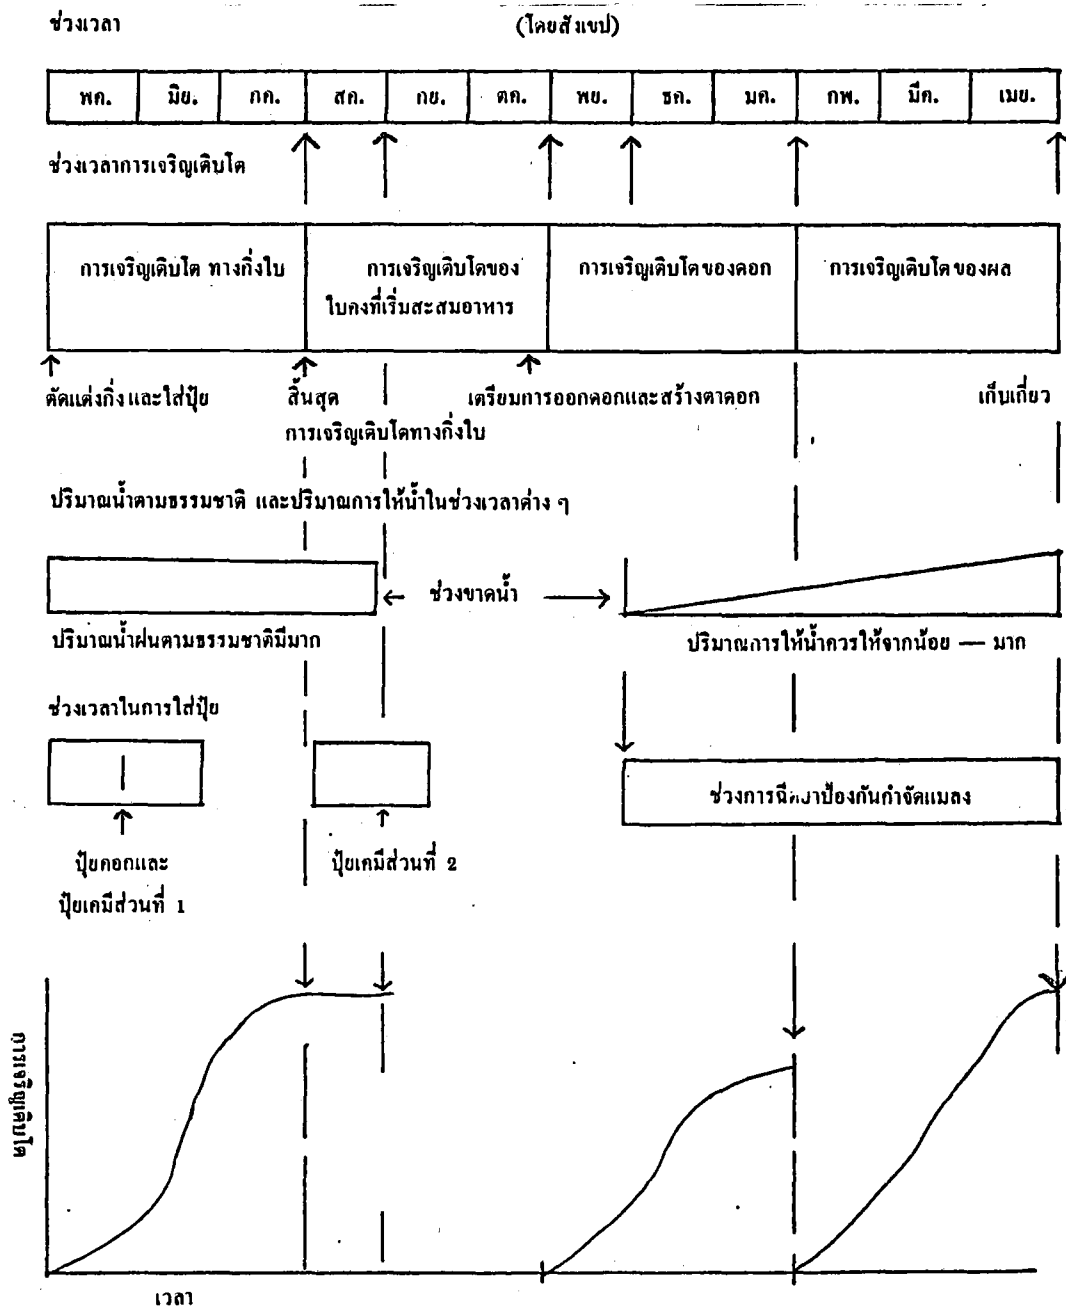 ช่วงเวลา (โดยสังเขป)
พค. มิย. กค. สค. กย. ตค. พย. ธค. มค. กพ. มีค. เมย.
ช่วงเวลาการเจริญเติบโต
การเจริญเติบโต ทางกิ่งใบ การเจริญเติบโตของ การเจริญเติบโตของดอก การเจริญเติบโตของผล
ใบคงที่เริ่มสะสมอาหาร
ตัดแต่งกิ่งและใส่ปุ๋ย สิ้นสุด เตรียมการออกดอกและสร้างตาดอก เก็บเกี่ยว
การเจริญเติบโตทางกิ่งใบ
ปริมาณน้ำตามธรรมชาติ และปริมาณการให้น้ำในช่วงเวลาต่าง ๆ
ช่วงขาดน้ำ
ปริมาณน้ำฝนตามธรรมชาติมีมาก ปริมาณการให้น้ำควรให้จากน้อย — มาก
ช่วงเวลาในการใส่ปุ๋ย
ช่วงการฉีดยาป้องกันกำจัดแมลง
ปุ๋ยคอกและ ปุ๋ยเคมีส่วนที่ 2
ปุ๋ยเคมีส่วนที่ 1
การเจริญเติบโต
เวลา